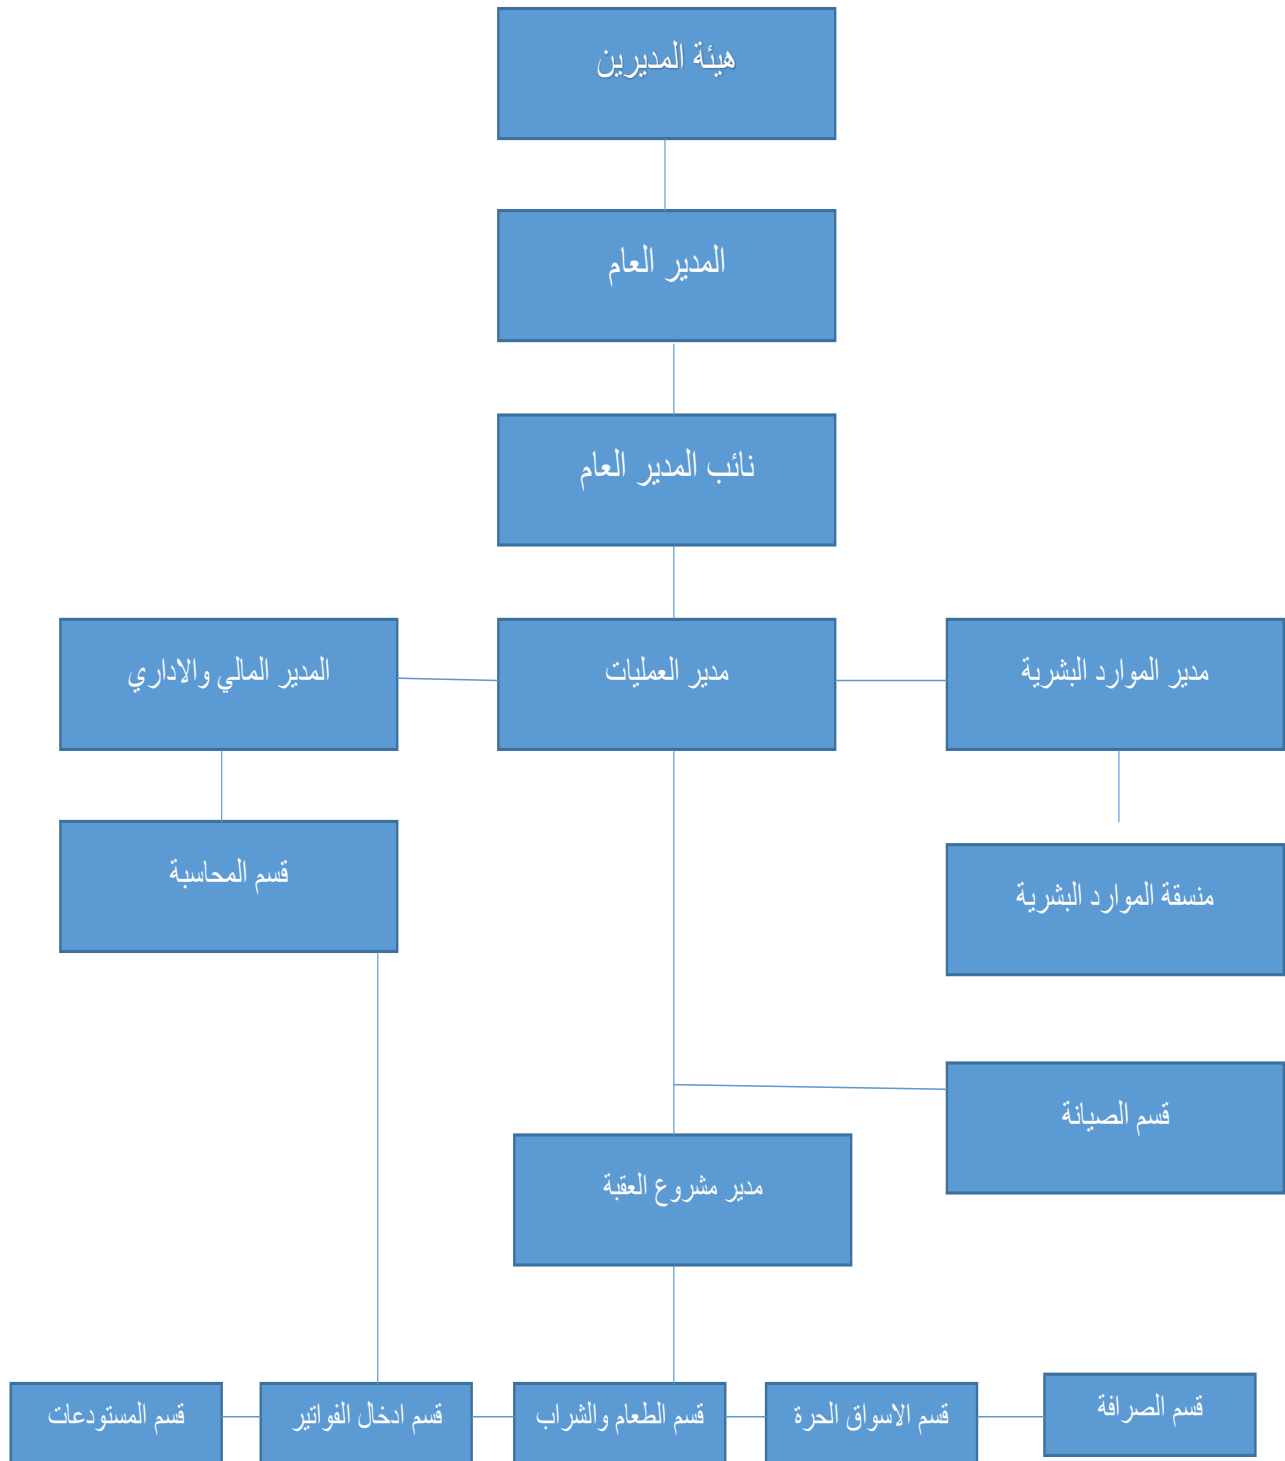 هيئة المديرين
المدير العام
نائب المدير العام
مدير الموارد البشرية
مدير العمليات
المدير المالي والاداري
قسم المحاسبة
منسقة الموارد البشرية
قسم الصيانة
مدير مشروع العقبة
قسم الصرافة
قسم الاسواق الحرة
قسم الطعام والشراب
قسم ادخال الفواتير
قسم المستودعات